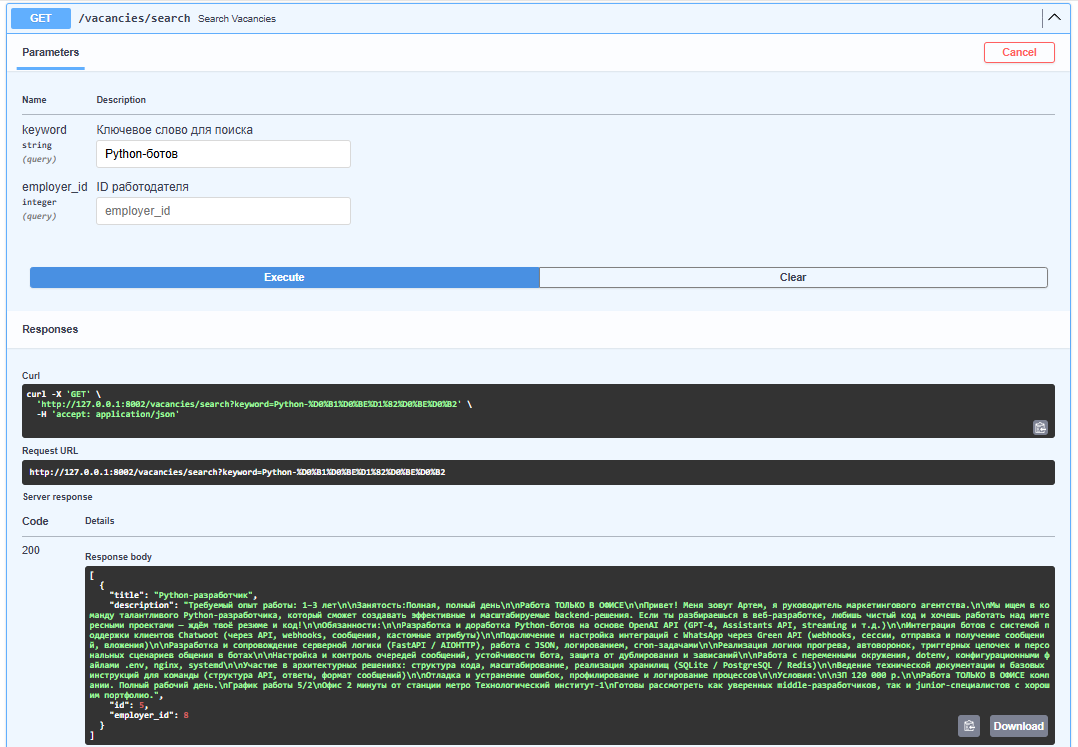 GET /vacancies/search Search Vacancies
Parameters
Cancel
Name Description
keyword Ключевое слово для поиска
string
(query)
Python-ботов
employer_id ID работодателя
integer
(query)
employer_id
Execute Clear
Responses
Curl
curl -X 'GET' \
'http://127.0.0.1:8002/vacancies/search?keyword=Python-%D0%B1%D0%BE%D1%82%D0%BE%D0%B2' \
-H 'accept: application/json'
Request URL
http://127.0.0.1:8002/vacancies/search?keyword=Python-%D0%B1%D0%BE%D1%82%D0%BE%D0%B2
Server response
Code Details
200
Response body
[
{
"title": "Python-разработчик",
"description": "Требуемый опыт работы: 1–3 лет\n\nЗанятость:Полная, полный день\n\nРабота ТОЛЬКО В ОФИСЕ\n\nПривет! Меня зовут Артем, я руководитель маркетингового агентства.\n\nМы ищем в ко
манду талантливого Python-разработчика, который сможет создавать эффективные и масштабируемые backend-решения. Если ты разбираешься в веб-разработке, любишь чистый код и хочешь работать над инте
ресными проектами — ждём твоё резюме и код!\n\nОбязанности:\n\nРазработка и доработка Python-ботов на основе OpenAI API (GPT-4, Assistants API, streaming и т.д.)\n\nИнтеграция ботов с системой п
оддержки клиентов Chatwoot (через API, webhooks, сообщения, кастомные атрибуты)\n\nПодключение и настройка интеграций с WhatsApp через Green API (webhooks, сессии, отправка и получение сообщени
й, вложения)\n\nРазработка и сопровождение серверной логики (FastAPI / AIOHTTP), работа с JSON, логированием, cron-задачами\n\nРеализация логики прогрева, автоворонок, триггерных цепочек и персо
нальных сценариев общения в ботах\n\nНастройка и контроль очередей сообщений, устойчивости бота, защита от дублирования и зависаний\n\nРабота с переменными окружения, dotenv, конфигурационными ф
айлами .env, nginx, systemd\n\nУчастие в архитектурных решениях: структура кода, масштабирование, реализация хранилищ (SQLite / PostgreSQL / Redis)\n\nВедение технической документации и базовых
инструкций для команды (структура API, ответы, формат сообщений)\n\nОтладка и устранение ошибок, профилирование и логирование процессов\n\nУсловия:\n\nЗП 120 000 р.\n\nРабота ТОЛЬКО В ОФИСЕ комп
ании. Полный рабочий день.\nГрафик работы 5/2\nОфис 2 минуты от станции метро Технологический институт-1\nГотовы рассмотреть как уверенных middle-разработчиков, так и junior-специалистов с хорош
им портфолио.",
"id": 5,
"employer_id": 8
}
]
Download